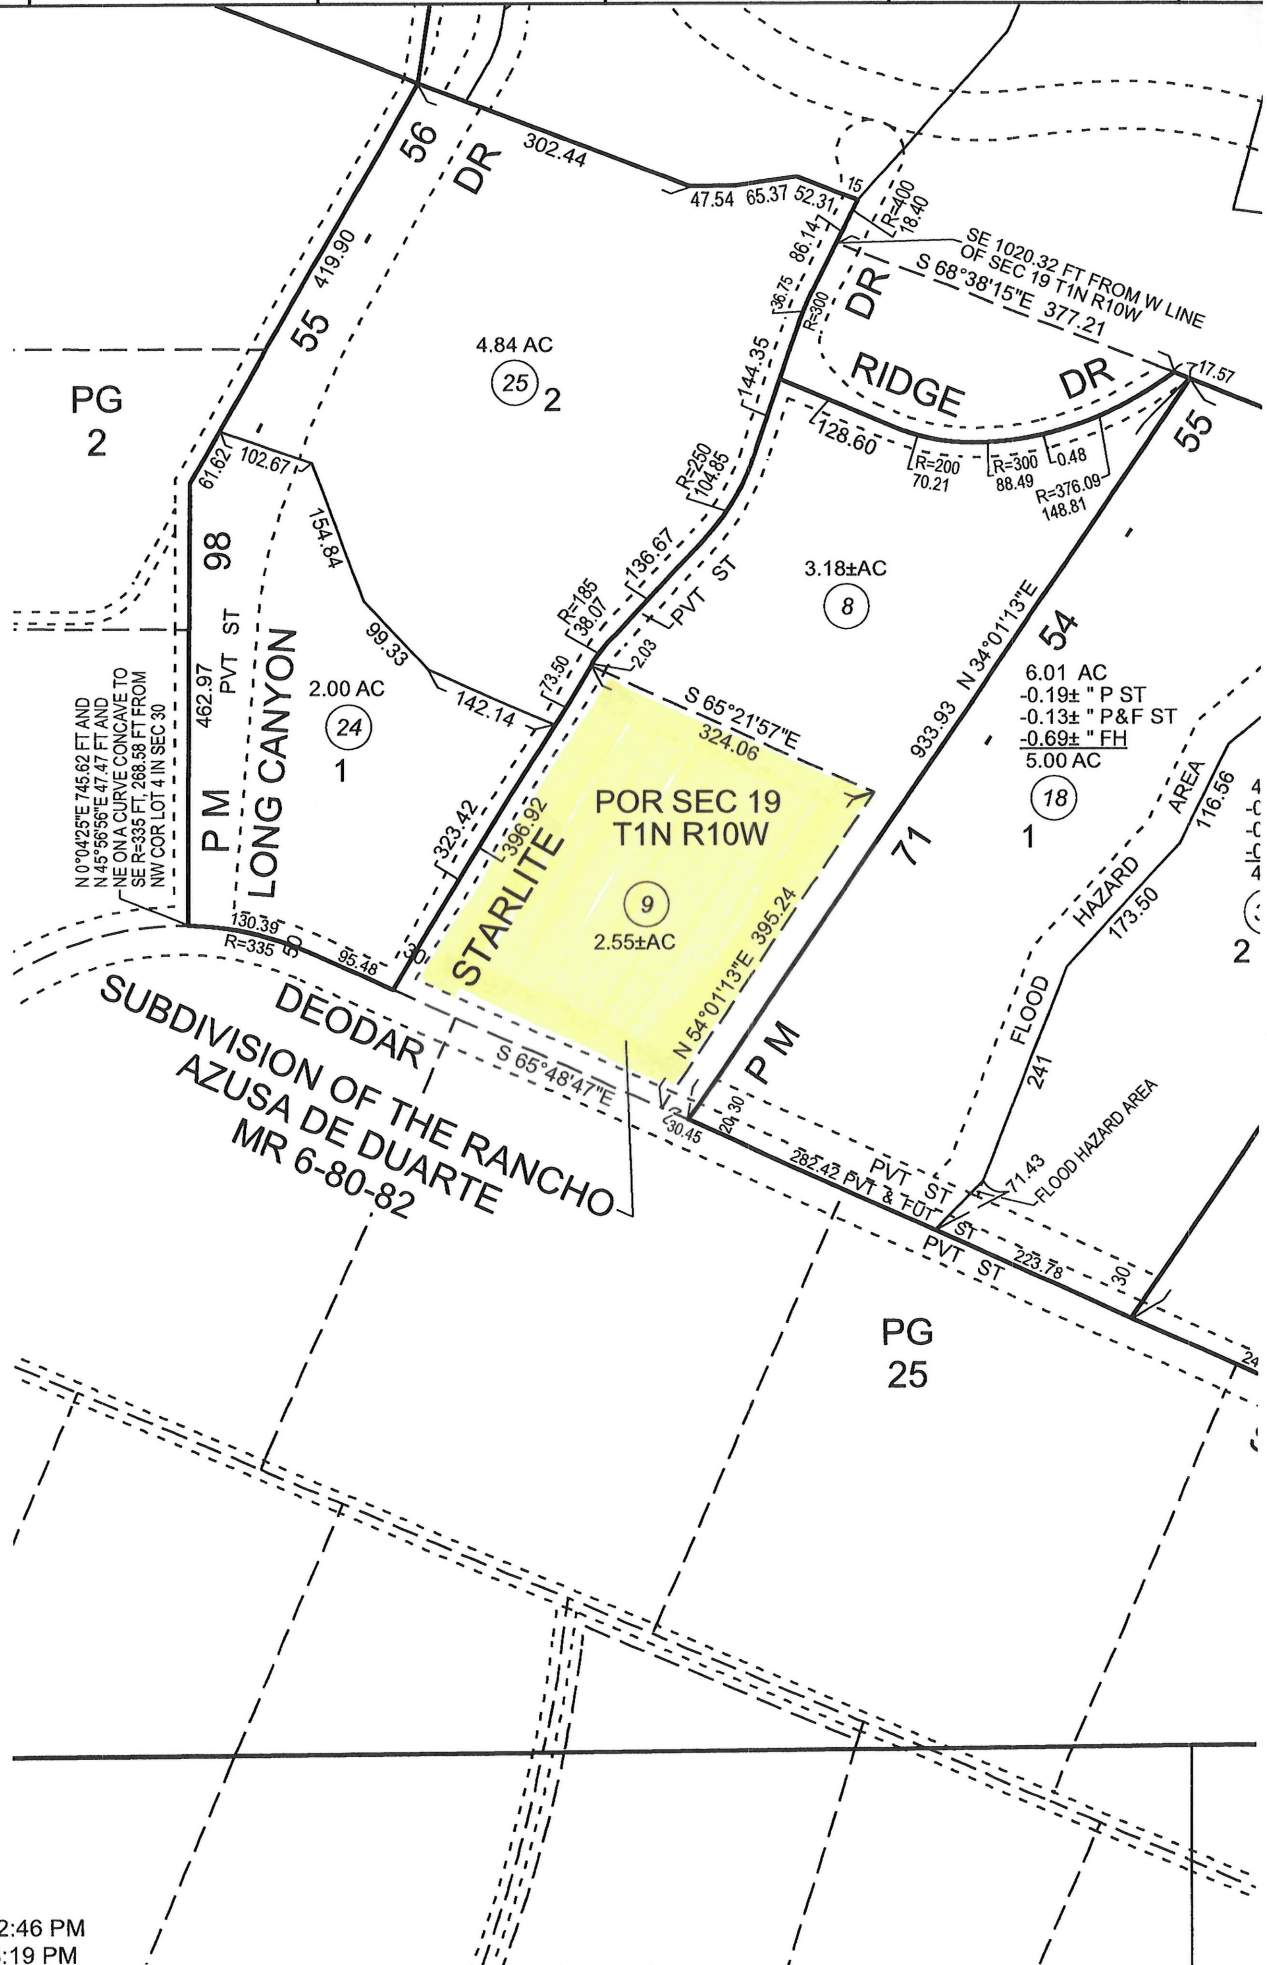 56
DR
302.44
47.54 65.37 52.31
15
R=400
18.40
86.14
SE 1020.32 FT FROM W LINE
OF SEC 19 T1N R10W
S 68°38'15"E 377.21
419.90
55
36.75
R=300
DR
RIDGE DR
17.57
55
4.84 AC
25
2
144.35
PG
2
128.60
R=200
70.21
R=300
88.49
0.48
R=376.09
148.81
61.62
102.67
R=250
104.85
154.84
98
136.67
PVT ST
3.18±AC
8
R=185
38.07
2.03
N 34°01'13"E
933.93
54
99.33
73.50
142.14
S 65°21'57"E
324.06
6.01 AC
-0.19± " P ST
-0.13± " P&F ST
-0.69± " FH
5.00 AC
18
1
N 0°04'25"E 745.62 FT AND
N 45°56'56"E 47.47 FT AND
NE ON A CURVE CONCAVE TO
SE R=335 FT, 268.58 FT FROM
NW COR LOT 4 IN SEC 30
462.97
PVT ST
P M
LONG CANYON
2.00 AC
24
1
323.42
396.92
STARLITE
POR SEC 19
T1N R10W
9
2.55±AC
71
AREA
116.56
HAZARD
173.50
FLOOD
241
2
N 54°01'13"E 395.24
P M
130.39
R=335
50
95.48
30
DEODAR
S 65°48'47"E
SUBDIVISION OF THE RANCHO
AZUSA DE DUARTE
MR 6-80-82
30.45
20
30
282.42
PVT ST
PVT & FUT ST
PVT ST
71.43
FLOOD HAZARD AREA
223.78
30
24
PG
25
2:46 PM
:19 PM